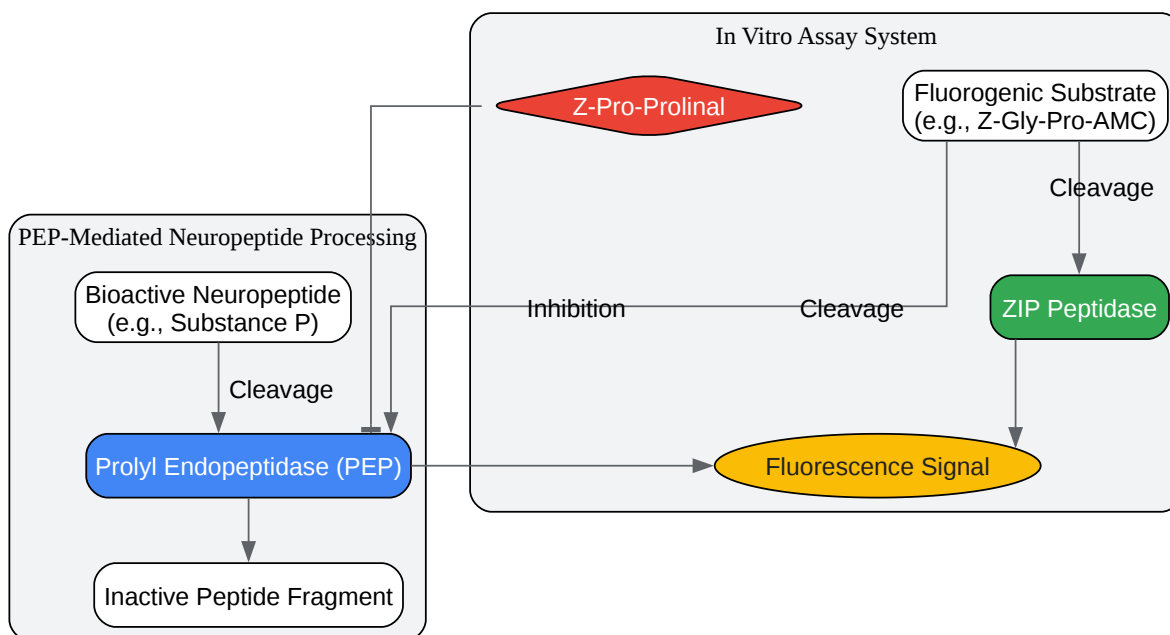 In Vitro Assay System
Z-Pro-Prolinal
Fluorogenic Substrate
(e.g., Z-Gly-Pro-AMC)
Cleavage
PEP-Mediated Neuropeptide Processing
Bioactive Neuropeptide
(e.g., Substance P)
Inhibition
Cleavage
ZIP Peptidase
Cleavage
Prolyl Endopeptidase (PEP)
Fluorescence Signal
Inactive Peptide Fragment